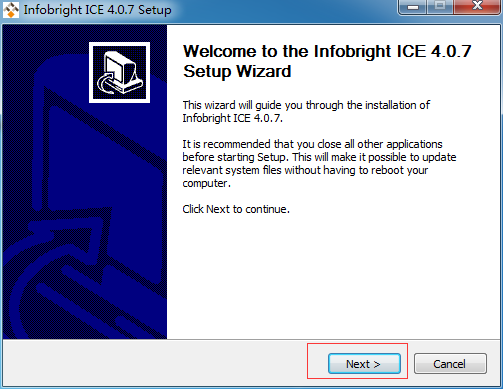 Infobright ICE 4.0.7 Setup
Welcome to the Infobright ICE 4.0.7
Setup Wizard
This wizard will guide you through the installation of
Infobright ICE 4.0.7.
It is recommended that you close all other applications
before starting Setup. This will make it possible to update
relevant system files without having to reboot your
computer.
Click Next to continue.
Next >
Cancel